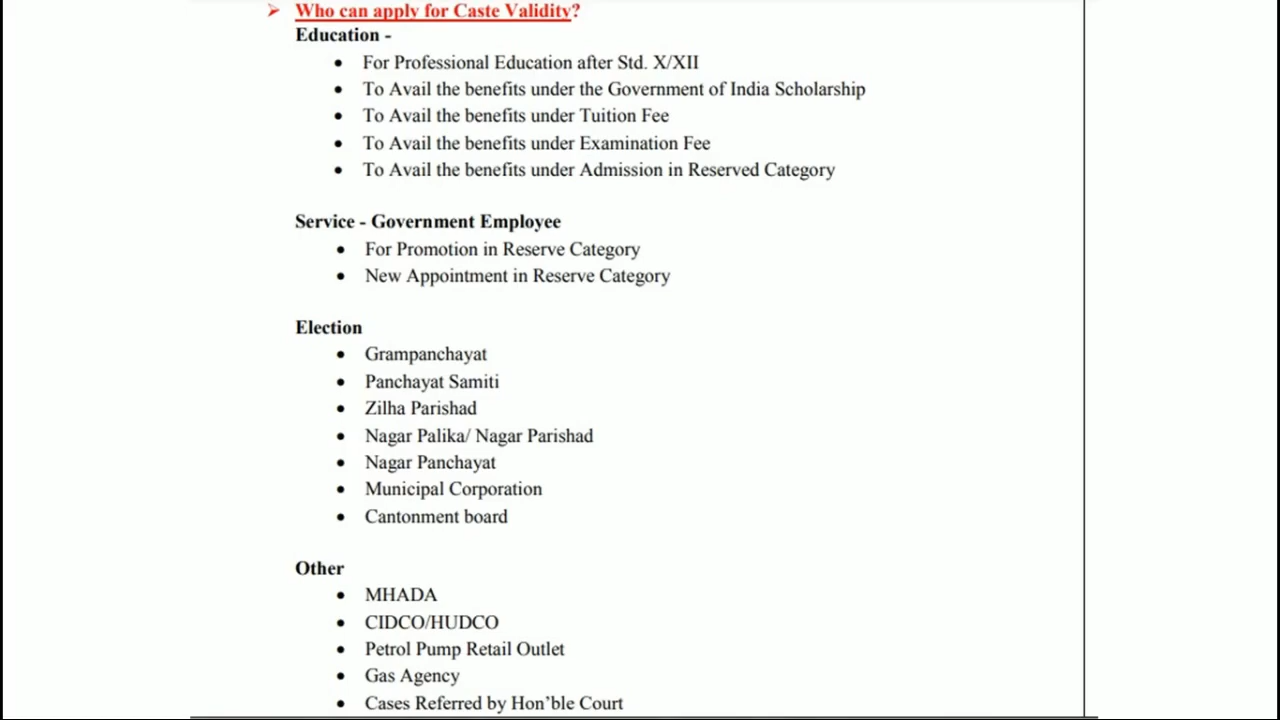 ➢ Who can apply for Caste Validity?
Education -
• For Professional Education after Std. X/XII
• To Avail the benefits under the Government of India Scholarship
• To Avail the benefits under Tuition Fee
• To Avail the benefits under Examination Fee
• To Avail the benefits under Admission in Reserved Category
Service - Government Employee
• For Promotion in Reserve Category
• New Appointment in Reserve Category
Election
• Grampanchayat
• Panchayat Samiti
• Zilha Parishad
• Nagar Palika/ Nagar Parishad
• Nagar Panchayat
• Municipal Corporation
• Cantonment board
Other
• MHADA
• CIDCO/HUDCO
• Petrol Pump Retail Outlet
• Gas Agency
• Cases Referred by Hon’ble Court